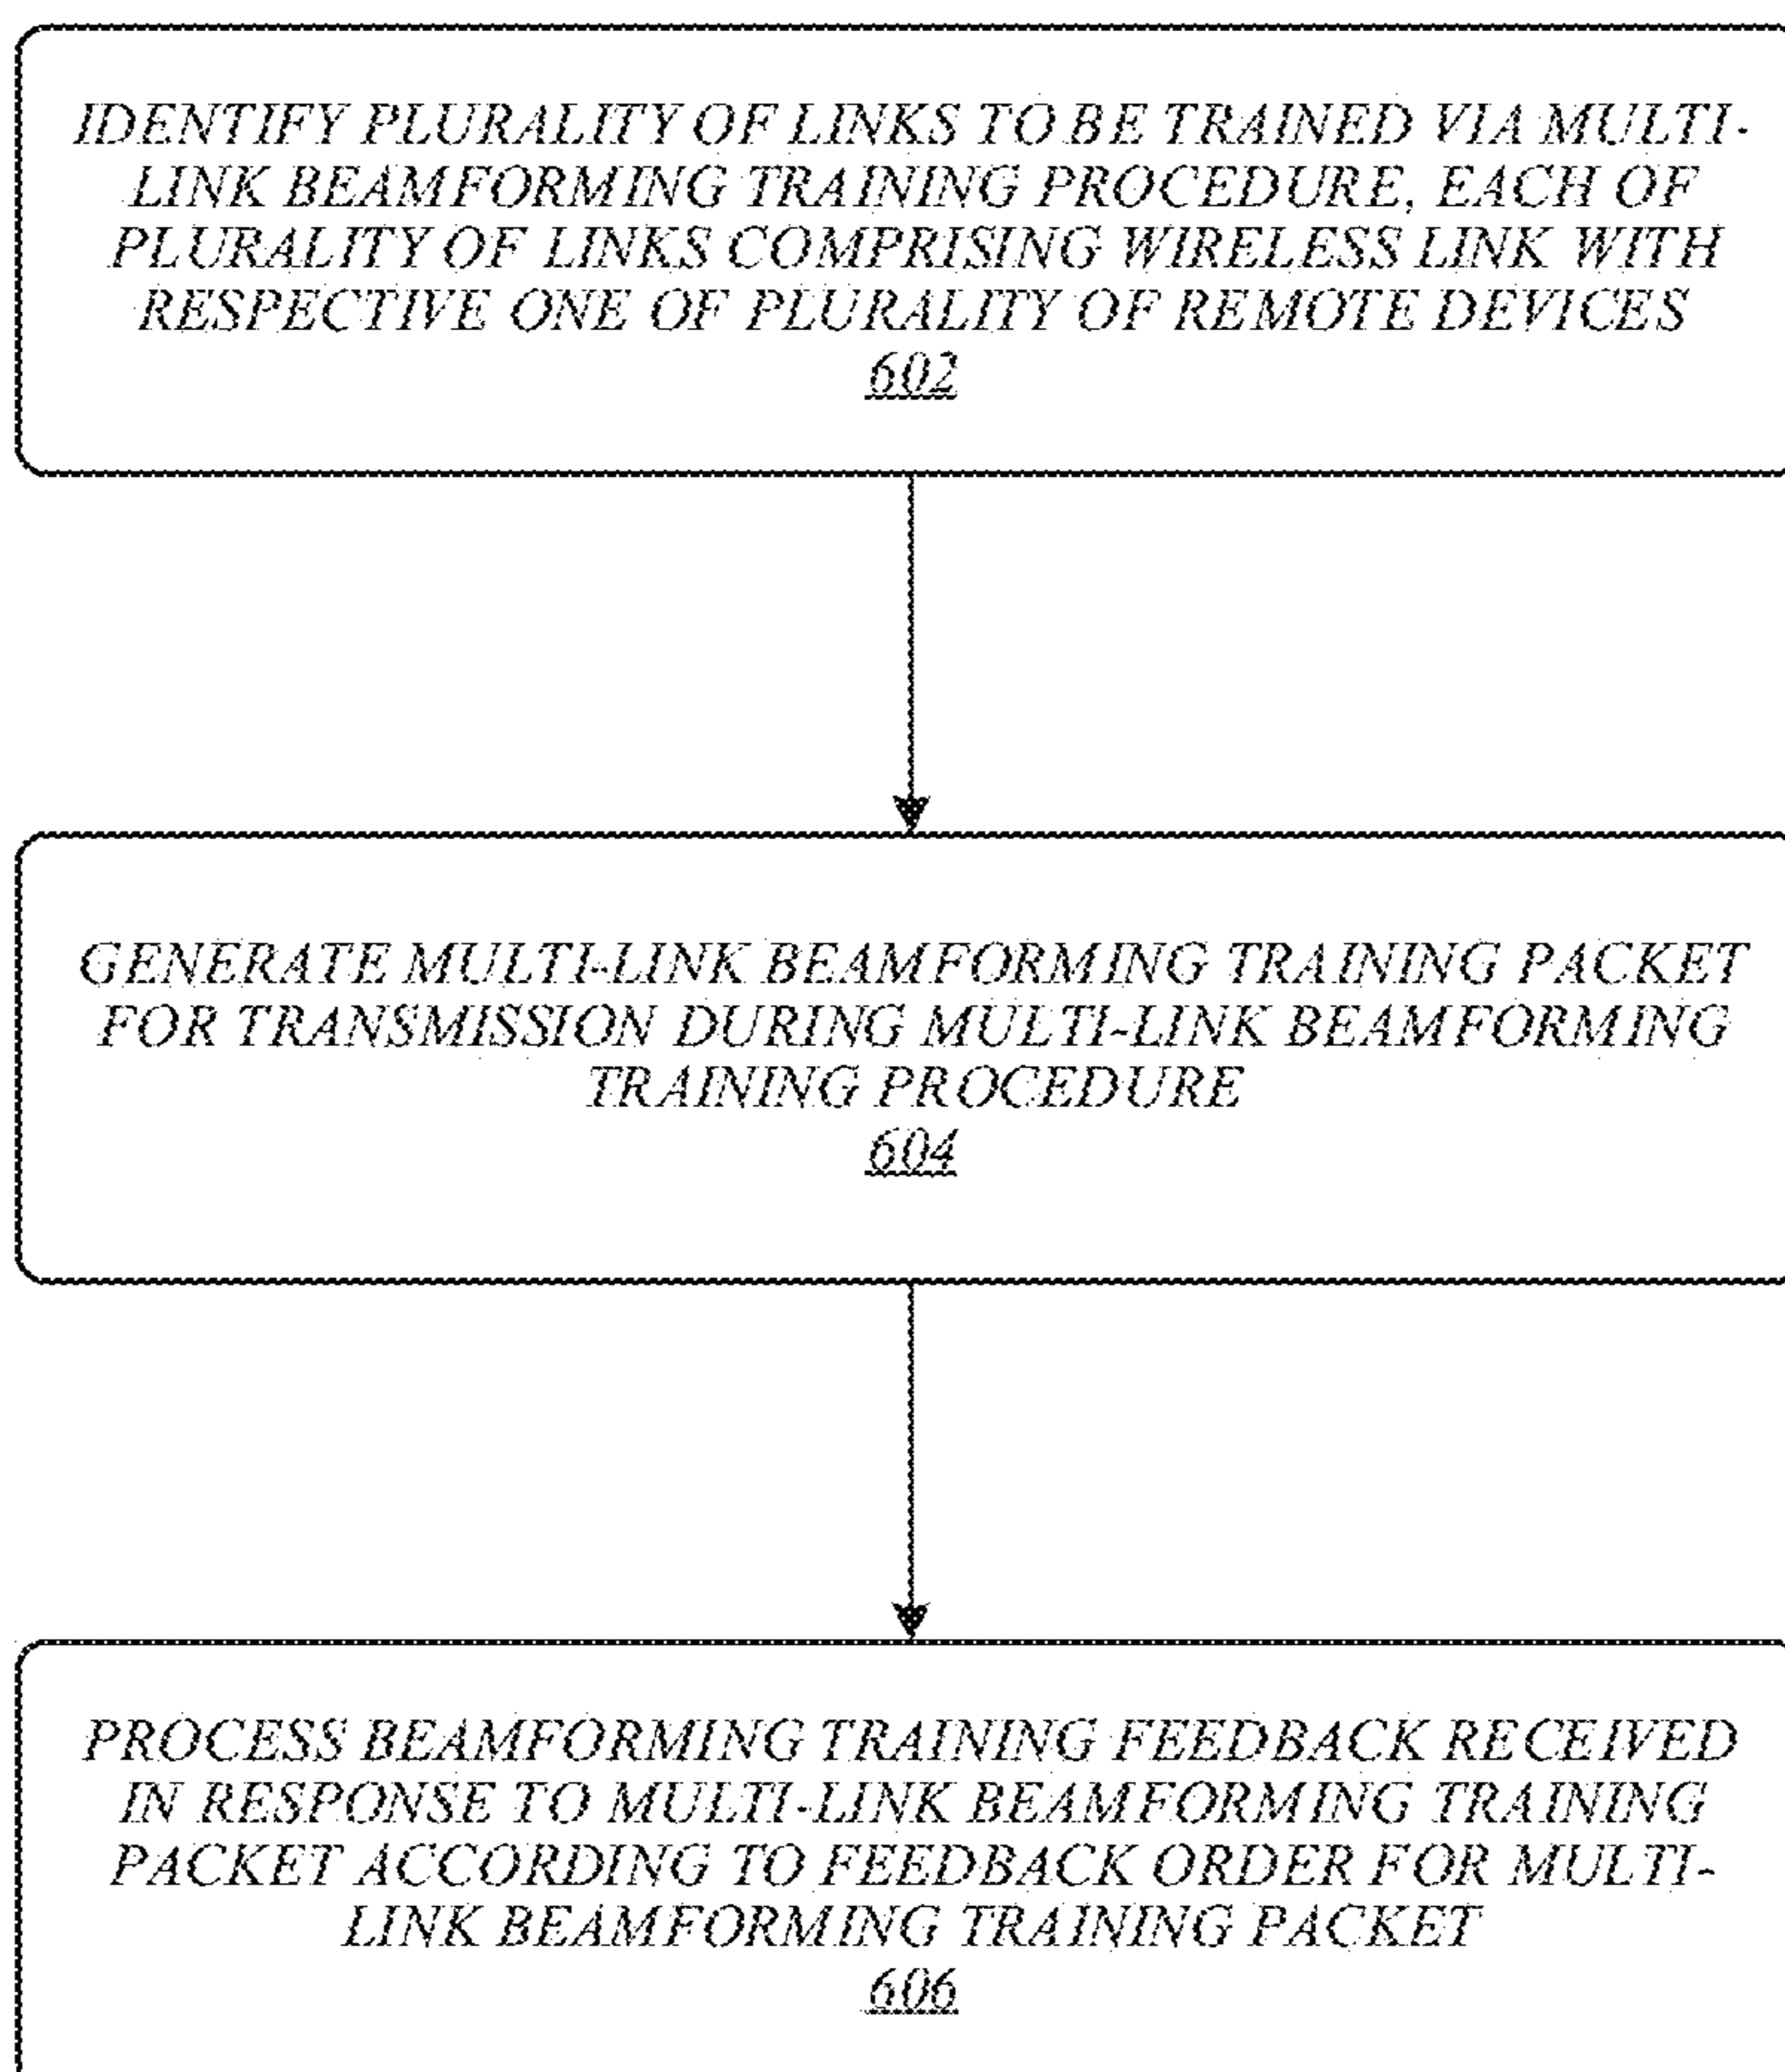 IDENTIFY PLURALITY OF LINKS TO BE TRAINED VIA MULTI-
LINK BEAMFORMING TRAINING PROCEDURE, EACH OF
PLURALITY OF LINKS COMPRISING WIRELESS LINK WITH
RESPECTIVE ONE OF PLURALITY OF REMOTE DEVICES
602
GENERATE MULTI-LINK BEAMFORMING TRAINING PACKET
FOR TRANSMISSION DURING MULTI-LINK BEAMFORMING
TRAINING PROCEDURE
604
PROCESS BEAMFORMING TRAINING FEEDBACK RECEIVED
IN RESPONSE TO MULTI-LINK BEAMFORMING TRAINING
PACKET ACCORDING TO FEEDBACK ORDER FOR MULTI-
LINK BEAMFORMING TRAINING PACKET
606